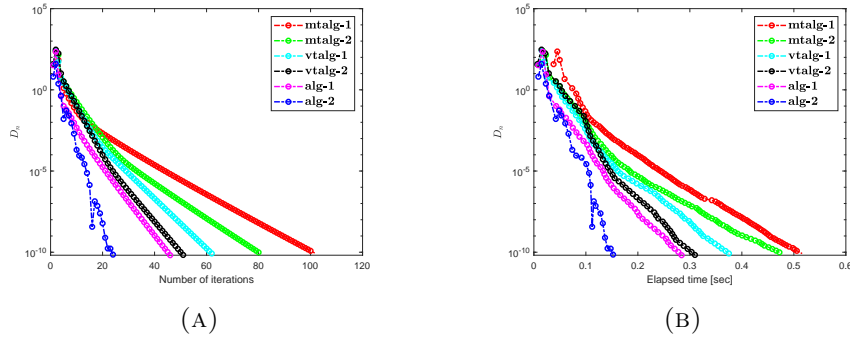 10^5
10^0
10^-5
10^-10
D_n
mtalg-1
mtalg-2
vtalg-1
vtalg-2
alg-1
alg-2
0 20 40 60 80 100 120
Number of iterations
(A)
10^5
10^0
10^-5
10^-10
D_n
mtalg-1
mtalg-2
vtalg-1
vtalg-2
alg-1
alg-2
0 0.1 0.2 0.3 0.4 0.5 0.6
Elapsed time [sec]
(B)